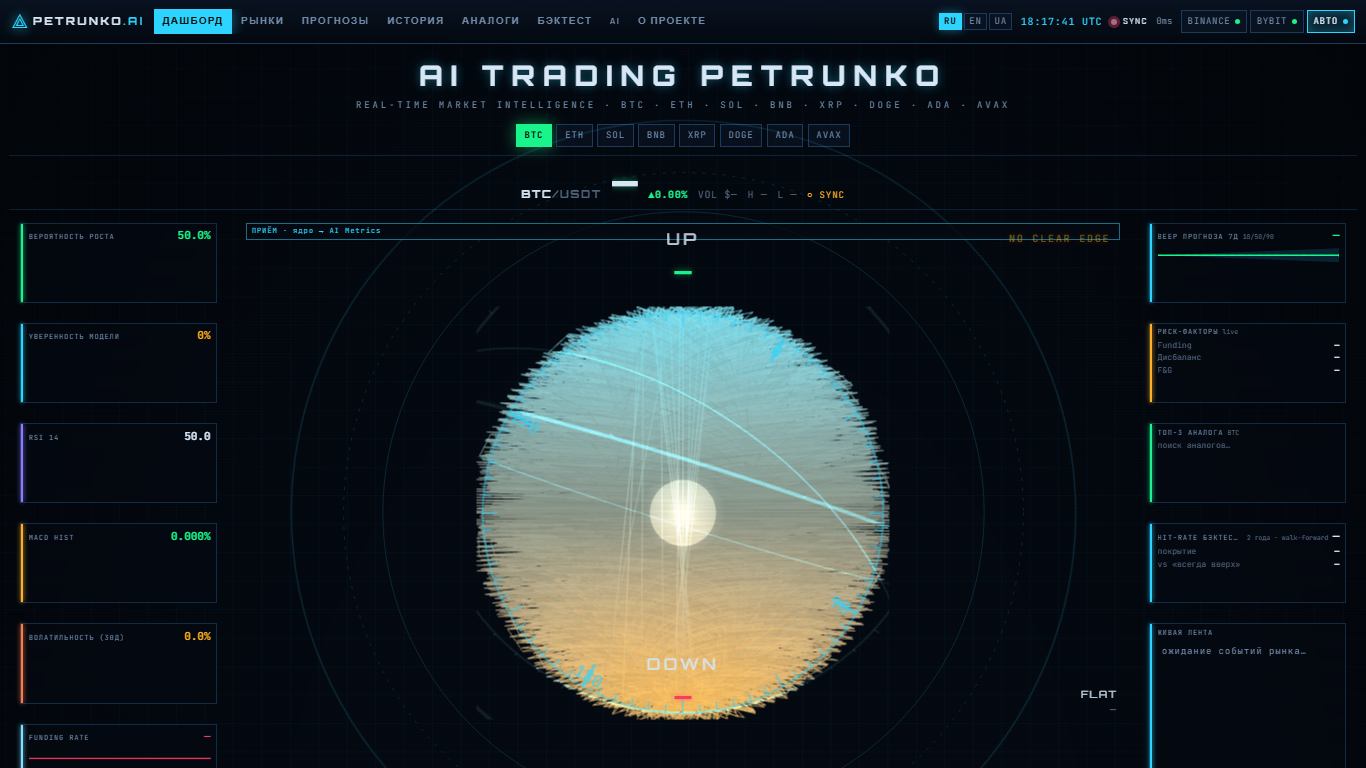 PETRUNKO.AI ДАШБОРД РЫНКИ ПРОГНОЗЫ ИСТОРИЯ АНАЛОГИ БЭКТЕСТ AI О ПРОЕКТЕ RU EN UA 18:17:41 UTC SYNC 0ms BINANCE BYBIT АВТО
AI TRADING PETRUNKO
REAL-TIME MARKET INTELLIGENCE · BTC · ETH · SOL · BNB · XRP · DOGE · ADA · AVAX
BTC ETH SOL BNB XRP DOGE ADA AVAX
BTC/USDT — ▲0.00% VOL $— H — L — SYNC
ВЕРОЯТНОСТЬ РОСТА 50.0%
УВЕРЕННОСТЬ МОДЕЛИ 0%
RSI 14 50.0
MACD HIST 0.000%
ВОЛАТИЛЬНОСТЬ (30Д) 0.0%
FUNDING RATE —
ПРИЁМ · ядро → AI Metrics
UP
—
NO CLEAR EDGE
DOWN
—
FLAT
—
ВЕЕР ПРОГНОЗА 7Д 10/50/90 —
РИСК-ФАКТОРЫ live
Funding —
Дисбаланс —
F&G —
ТОП-3 АНАЛОГА BTC
поиск аналогов…
HIT-RATE БЭКТЕС… 2 года · walk-forward —
покрытие —
vs «всегда вверх» —
ЖИВАЯ ЛЕНТА
ожидание событий рынка…